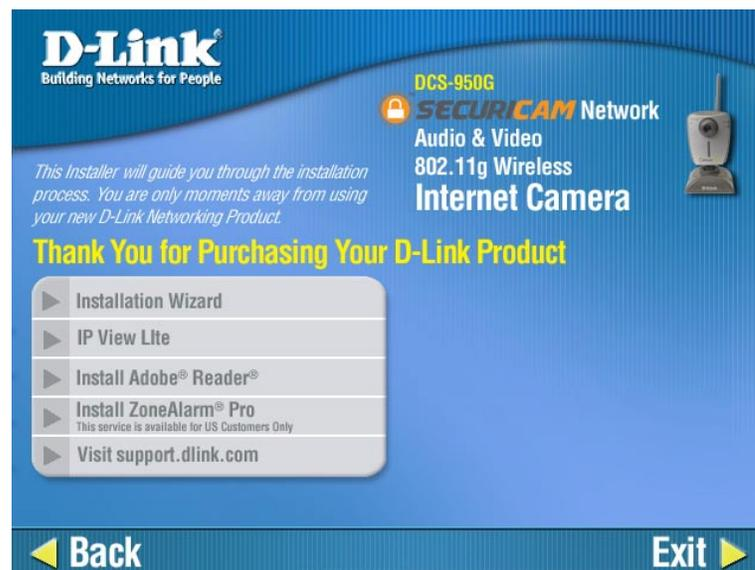 D-Link®
Building Networks for People
DCS-950G
SECURICAM Network
Audio & Video
802.11g Wireless
Internet Camera
This Installer will guide you through the installation
process. You are only moments away from using
your new D-Link Networking Product.
Thank You for Purchasing Your D-Link Product
Installation Wizard
IP View LIte
Install Adobe® Reader®
Install ZoneAlarm® Pro
This service is available for US Customers Only
Visit support.dlink.com
Back
Exit